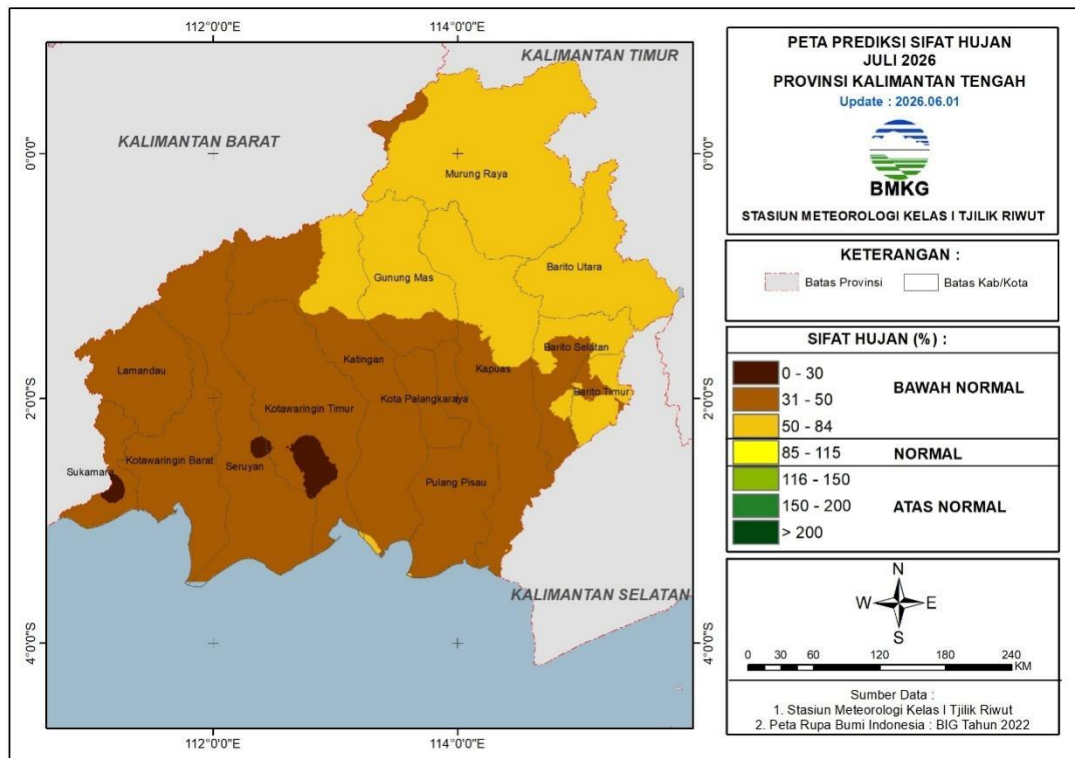 112°0'0"E
114°0'0"E
KALIMANTAN TIMUR
KALIMANTAN BARAT
0°0'0"
0°0'0"
Murung Raya
Barito Utara
Gunung Mas
Barito Selatan
Katingan
Kapuas
Lamandau
Barito Timur
2°0'0"S
2°0'0"S
Kota Palangkaraya
Kotawaringin Timur
Kotawaringin Barat
Seruyan
Sukamara
Pulang Pisau
KALIMANTAN SELATAN
4°0'0"S
4°0'0"S
112°0'0"E
114°0'0"E
PETA PREDIKSI SIFAT HUJAN
JULI 2026
PROVINSI KALIMANTAN TENGAH
Update : 2026.06.01
BMKG
STASIUN METEOROLOGI KELAS I TJILIK RIWUT
KETERANGAN :
Batas Provinsi
Batas Kab/Kota
SIFAT HUJAN (%) :
0 - 30
31 - 50
BAWAH NORMAL
50 - 84
85 - 115
NORMAL
116 - 150
150 - 200
ATAS NORMAL
> 200
N
W
E
S
0 30 60 120 180 240
KM
Sumber Data :
1. Stasiun Meteorologi Kelas I Tjilik Riwut
2. Peta Rupa Bumi Indonesia : BIG Tahun 2022